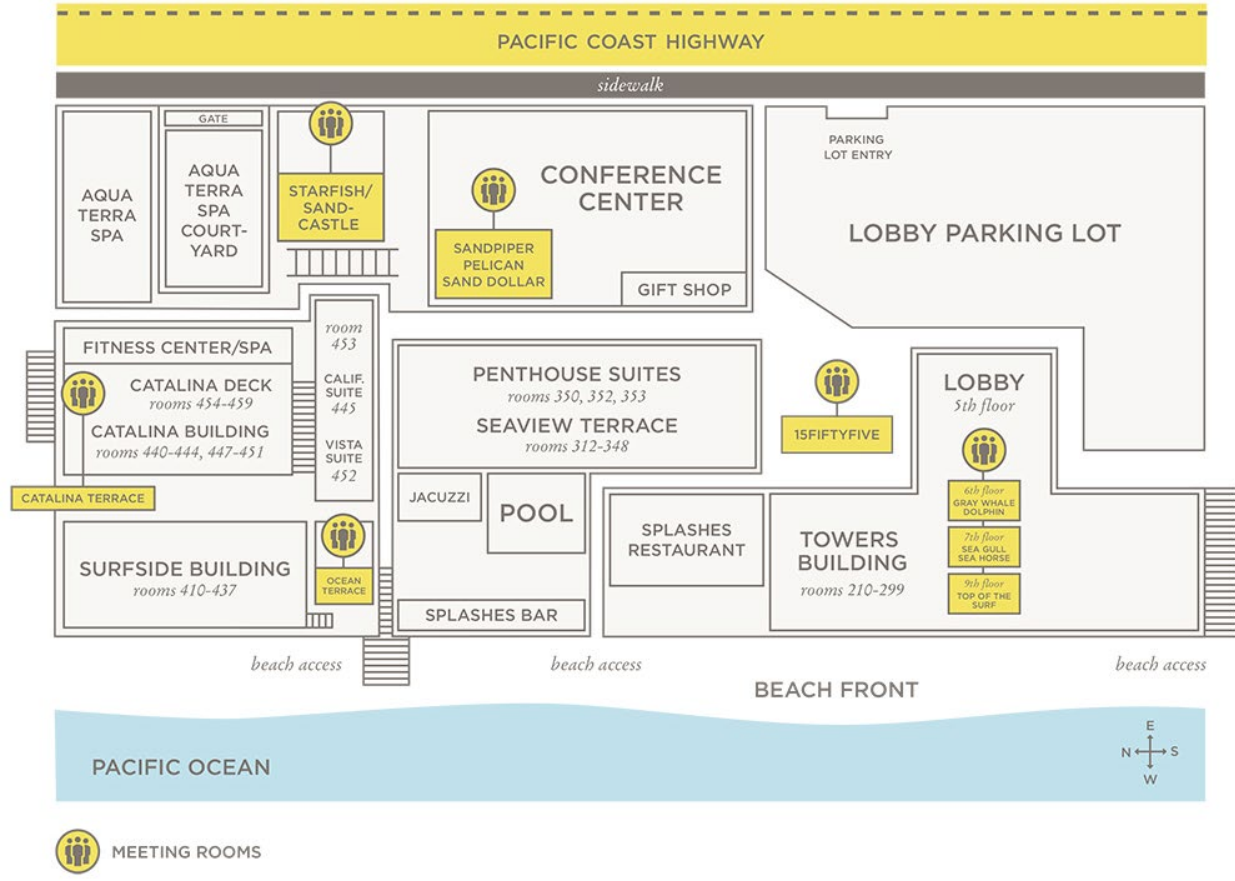 PACIFIC COAST HIGHWAY
sidewalk
AQUA
TERRA
SPA
GATE
AQUA
TERRA
SPA
COURT-
YARD
STARFISH/
SAND-
CASTLE
CONFERENCE
CENTER
SANDPIPER
PELICAN
SAND DOLLAR
GIFT SHOP
PARKING
LOT ENTRY
LOBBY PARKING LOT
FITNESS CENTER/SPA
CATALINA DECK
rooms 454-459
CATALINA BUILDING
rooms 440-444, 447-451
CATALINA TERRACE
room
453
CALIF.
SUITE
445
VISTA
SUITE
452
PENTHOUSE SUITES
rooms 350, 352, 353
SEAVIEW TERRACE
rooms 312-348
15FIFTYFIVE
LOBBY
5th floor
6th floor
GRAY WHALE
DOLPHIN
7th floor
SEA GULL
SEA HORSE
9th floor
TOP OF THE
SURF
JACUZZI
POOL
SPLASHES
RESTAURANT
TOWERS
BUILDING
rooms 210-299
SURFSIDE BUILDING
rooms 410-437
OCEAN
TERRACE
SPLASHES BAR
beach access
beach access
beach access
BEACH FRONT
PACIFIC OCEAN
E
N S
W
MEETING ROOMS